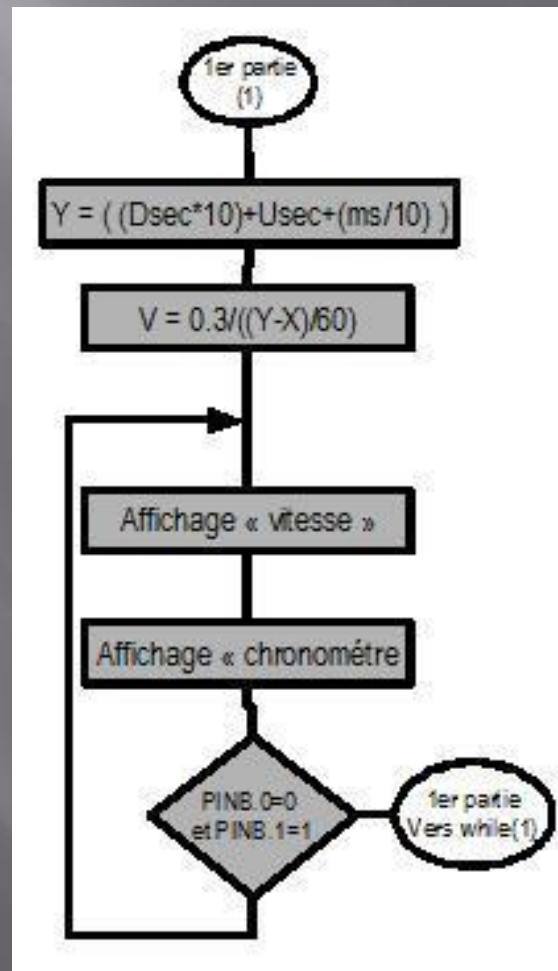 1er partie
(1)
Y = ( (Dsec*10)+Usec+(ms/10) )
V = 0.3/((Y-X)/60)
Affichage « vitesse »
Affichage « chronométre
PINB.0=0
et PINB.1=1
1er partie
Vers while(1)